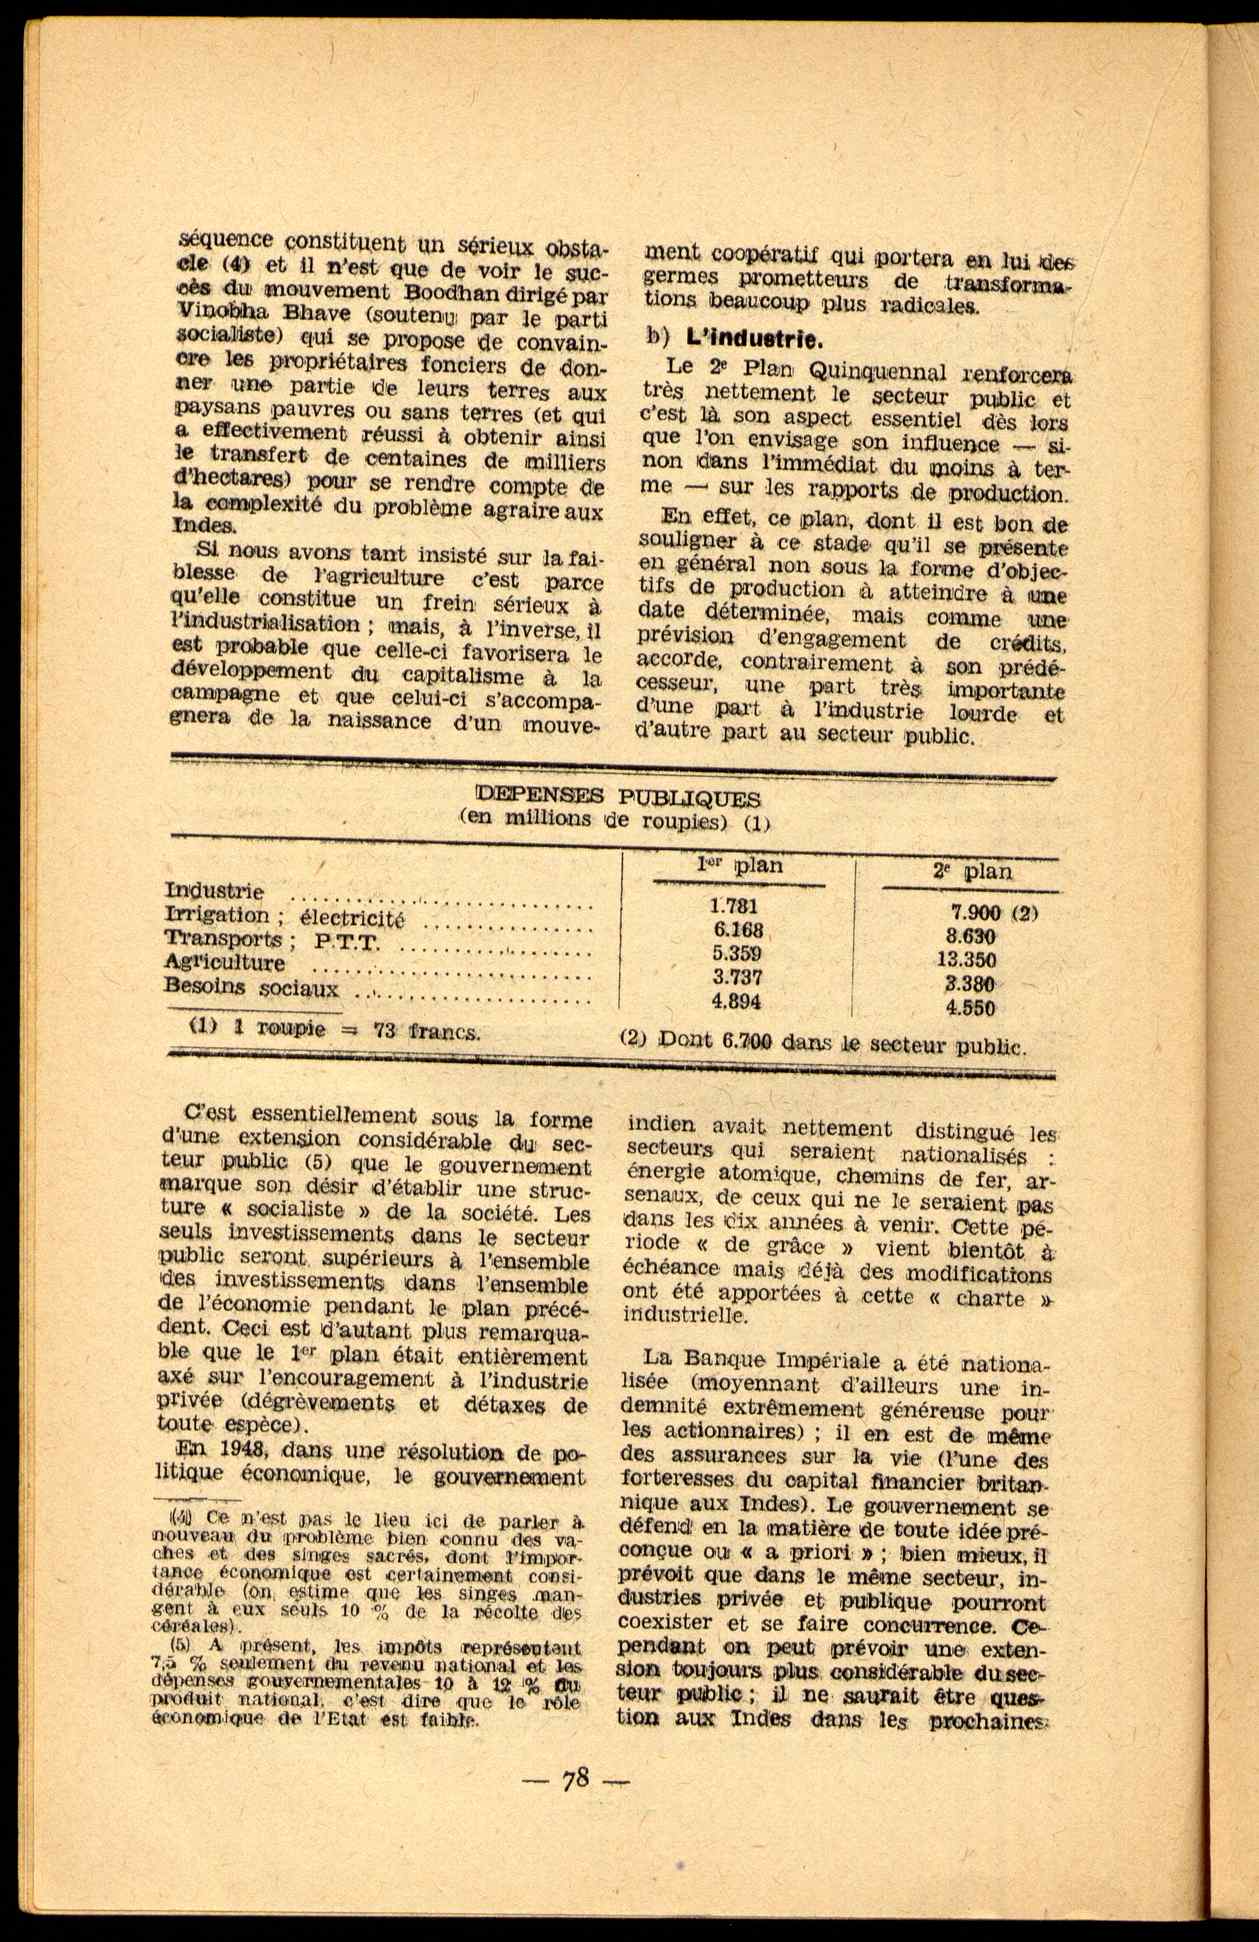 séquence constituent un sérieux obsta-
cle (4) et il n'est que de voir le suc-
cès du mouvement Boodhan dirigé par
Vinobha Bhave (soutenu par le parti
socialiste) qui se propose de convain-
cre les propriétaires fonciers de don-
ner une partie de leurs terres aux
paysans pauvres ou sans terres (et qui
a effectivement réussi à obtenir ainsi
le transfert de centaines de milliers
d'hectares) pour se rendre compte de
la complexité du problème agraire aux
Indes.
Si nous avons tant insisté sur la fai-
blesse de l'agriculture c'est parce
qu'elle constitue un frein sérieux à
l'industrialisation ; mais, à l'inverse, il
est probable que celle-ci favorisera le
développement du capitalisme à la
campagne et que celui-ci s'accompa-
gnera de la naissance d'un mouve-
ment coopératif qui portera en lui des
germes prometteurs de transforma-
tions beaucoup plus radicales.
b) L'industrie.
Le 2e Plan Quinquennal renforcera
très nettement le secteur public et
c'est là son aspect essentiel dès lors
que l'on envisage son influence — si-
non dans l'immédiat du moins à ter-
me — sur les rapports de production.
En effet, ce plan, dont il est bon de
souligner à ce stade qu'il se présente
en général non sous la forme d'objec-
tifs de production à atteindre à une
date déterminée, mais comme une
prévision d'engagement de crédits,
accorde, contrairement à son prédé-
cesseur, une part très importante
d'une part à l'industrie lourde et
d'autre part au secteur public.
DEPENSES PUBLIQUES
(en millions de roupies) (1)
1er plan 2e plan
Industrie .............................. 1.781 7.900 (2)
Irrigation ; électricité ................ 6.168 8.630
Transports ; P.T.T. .................. 5.359 13.350
Agriculture .......................... 3.737 3.380
Besoins sociaux ...................... 4.894 4.550
(1) 1 roupie = 73 francs. (2) Dont 6.700 dans le secteur public.
C'est essentiellement sous la forme
d'une extension considérable du sec-
teur public (5) que le gouvernement
marque son désir d'établir une struc-
ture « socialiste » de la société. Les
seuls investissements dans le secteur
public seront supérieurs à l'ensemble
des investissements dans l'ensemble
de l'économie pendant le plan précé-
dent. Ceci est d'autant plus remarqua-
ble que le 1er plan était entièrement
axé sur l'encouragement à l'industrie
privée (dégrèvements et détaxes de
toute espèce).
En 1948, dans une résolution de po-
litique économique, le gouvernement
(4) Ce n'est pas le lieu ici de parler à
nouveau du problème bien connu des va-
ches et des singes sacrés, dont l'impor-
tance économique est certainement consi-
dérable (on estime que les singes man-
gent à eux seuls 10 % de la récolte des
céréales).
(5) A présent, les impôts représentent
7,5 % seulement du revenu national et les
dépenses gouvernementales 10 à 12 % du
produit national, c'est dire que le rôle
économique de l'Etat est faible.
indien avait nettement distingué les
secteurs qui seraient nationalisés :
énergie atomique, chemins de fer, ar-
senaux, de ceux qui ne le seraient pas
dans les dix années à venir. Cette pé-
riode « de grâce » vient bientôt à
échéance mais déjà des modifications
ont été apportées à cette « charte »
industrielle.
La Banque Impériale a été nationa-
lisée (moyennant d'ailleurs une in-
demnité extrêmement généreuse pour
les actionnaires) ; il en est de même
des assurances sur la vie (l'une des
forteresses du capital financier britan-
nique aux Indes). Le gouvernement se
défend en la matière de toute idée pré-
conçue ou « a priori » ; bien mieux, il
prévoit que dans le même secteur, in-
dustries privée et publique pourront
coexister et se faire concurrence. Ce-
pendant on peut prévoir une exten-
sion toujours plus considérable du sec-
teur public ; il ne saurait être ques-
tion aux Indes dans les prochaines
— 78 —